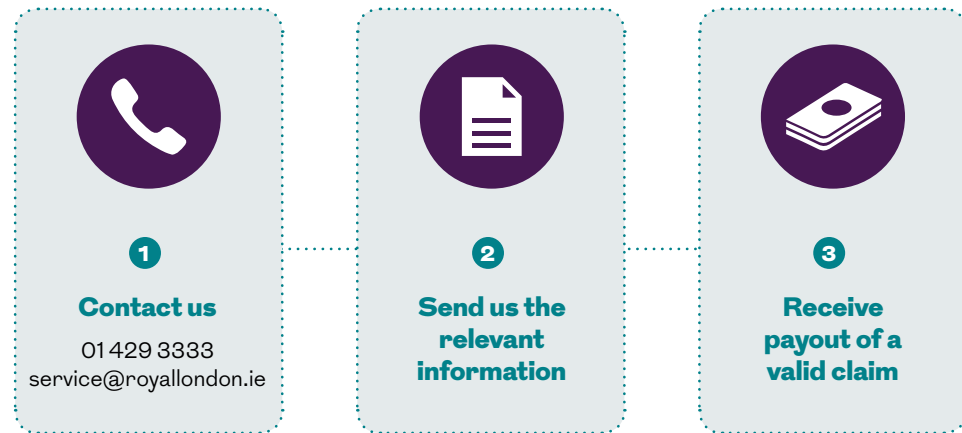 1
Contact us
01 429 3333
service@royallondon.ie
2
Send us the
relevant
information
3
Receive
payout of a
valid claim